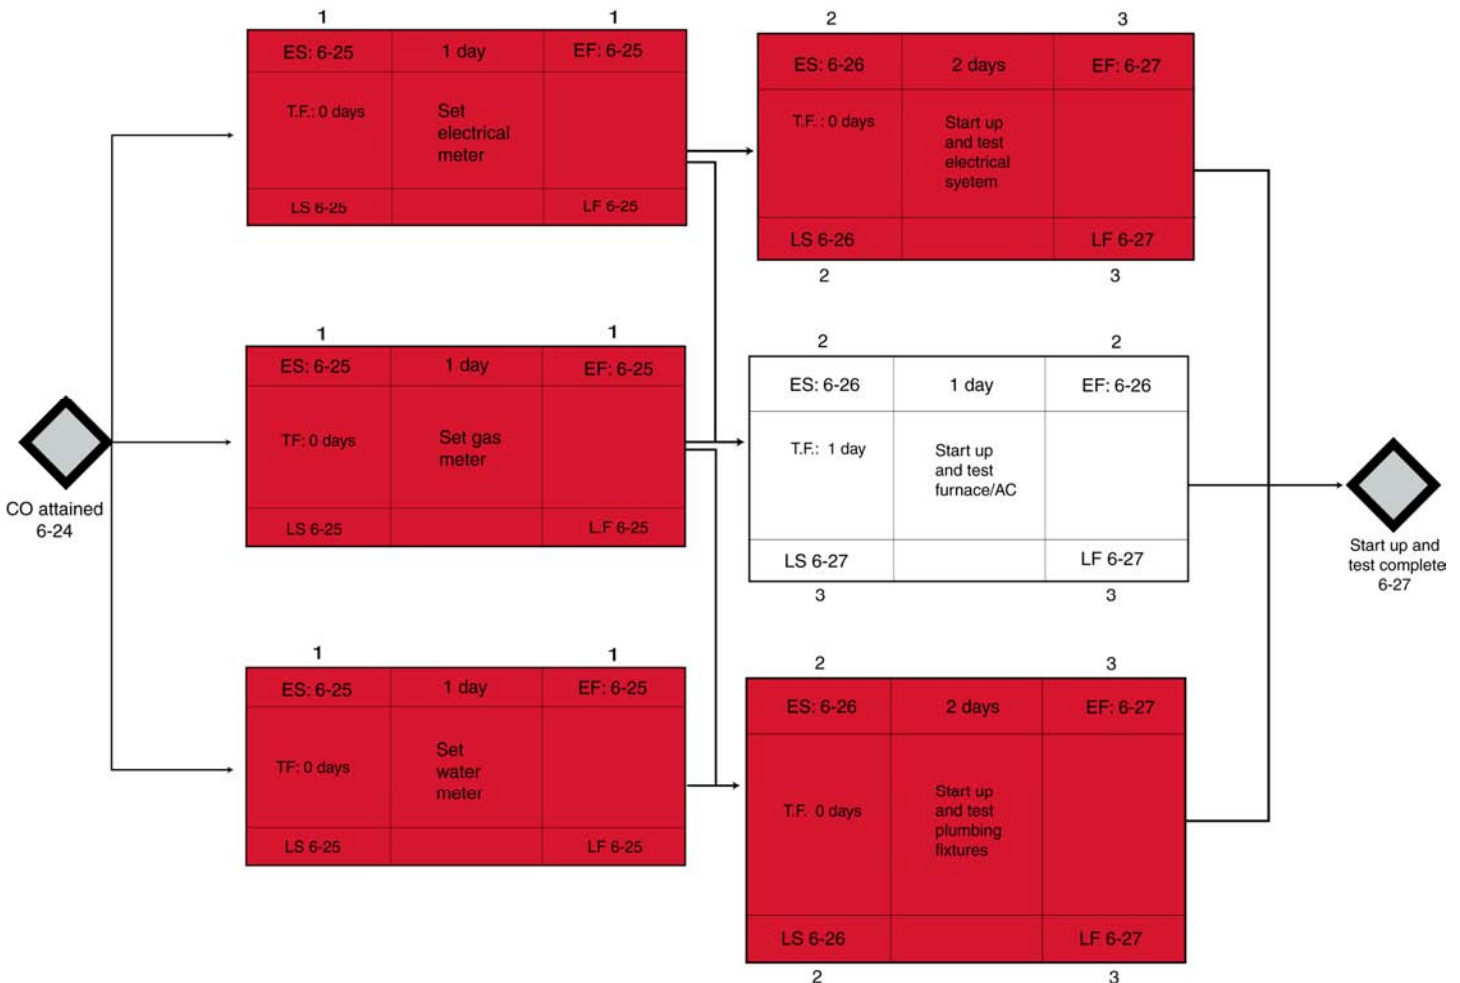 1
1
ES: 6-25
1 day
EF: 6-25
T.F.: 0 days
Set
electrical
meter
LS 6-25
LF 6-25
2
3
ES: 6-26
2 days
EF: 6-27
T.F. : 0 days
Start up
and test
electrical
syetem
LS 6-26
LF 6-27
2
3
1
1
ES: 6-25
1 day
EF: 6-25
TF: 0 days
Set gas
meter
LS 6-25
L.F 6-25
2
2
ES: 6-26
1 day
EF: 6-26
T.F.: 1 day
Start up
and test
furnace/AC
LS 6-27
LF 6-27
3
3
CO attained
6-24
Start up and
test complete
6-27
1
1
ES: 6-25
1 day
EF: 6-25
TF: 0 days
Set
water
meter
LS 6-25
LF 6-25
2
3
ES: 6-26
2 days
EF: 6-27
T.F. 0 days
Start up
and test
plumbing
fixtures
LS 6-26
LF 6-27
2
3